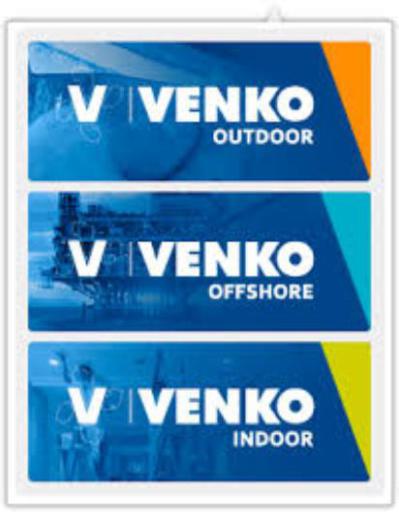 V | VENKO
OUTDOOR
V | VENKO
OFFSHORE
V | VENKO
INDOOR